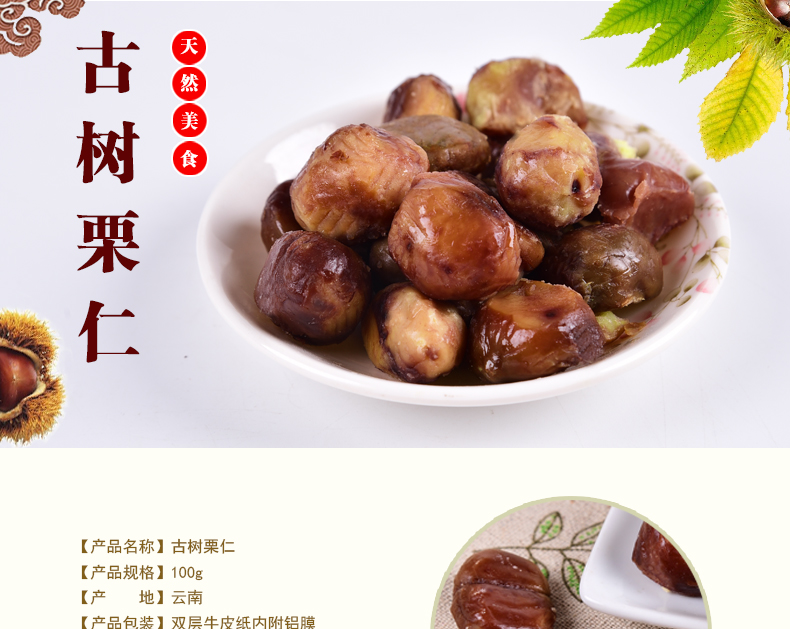 古树栗仁
天然美食
【产品名称】古树栗仁
【产品规格】100g
【产　　地】云南
【产品包装】双层牛皮纸内附铝膜